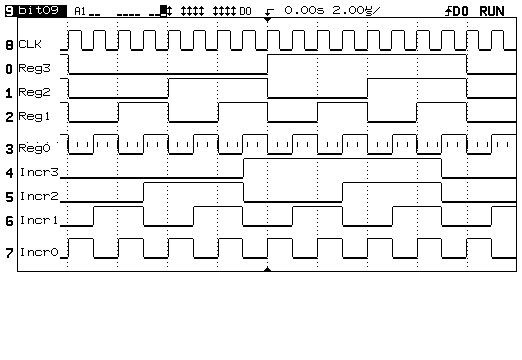 9 bit09 A1 D0 0.00s 2.00㎲/ ƒD0 RUN
8 CLK
0 Reg3
1 Reg2
2 Reg1
3 Reg0
4 Incr3
5 Incr2
6 Incr1
7 Incr0